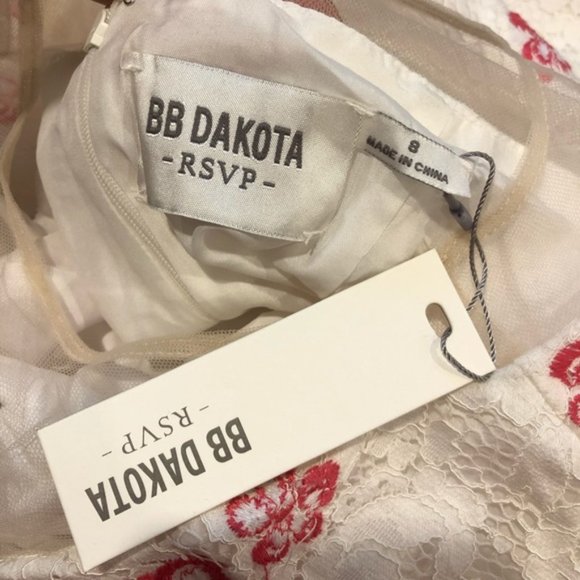 BB DAKOTA
-RSVP-
8
MADE IN CHINA
BB DAKOTA
-RSVP-